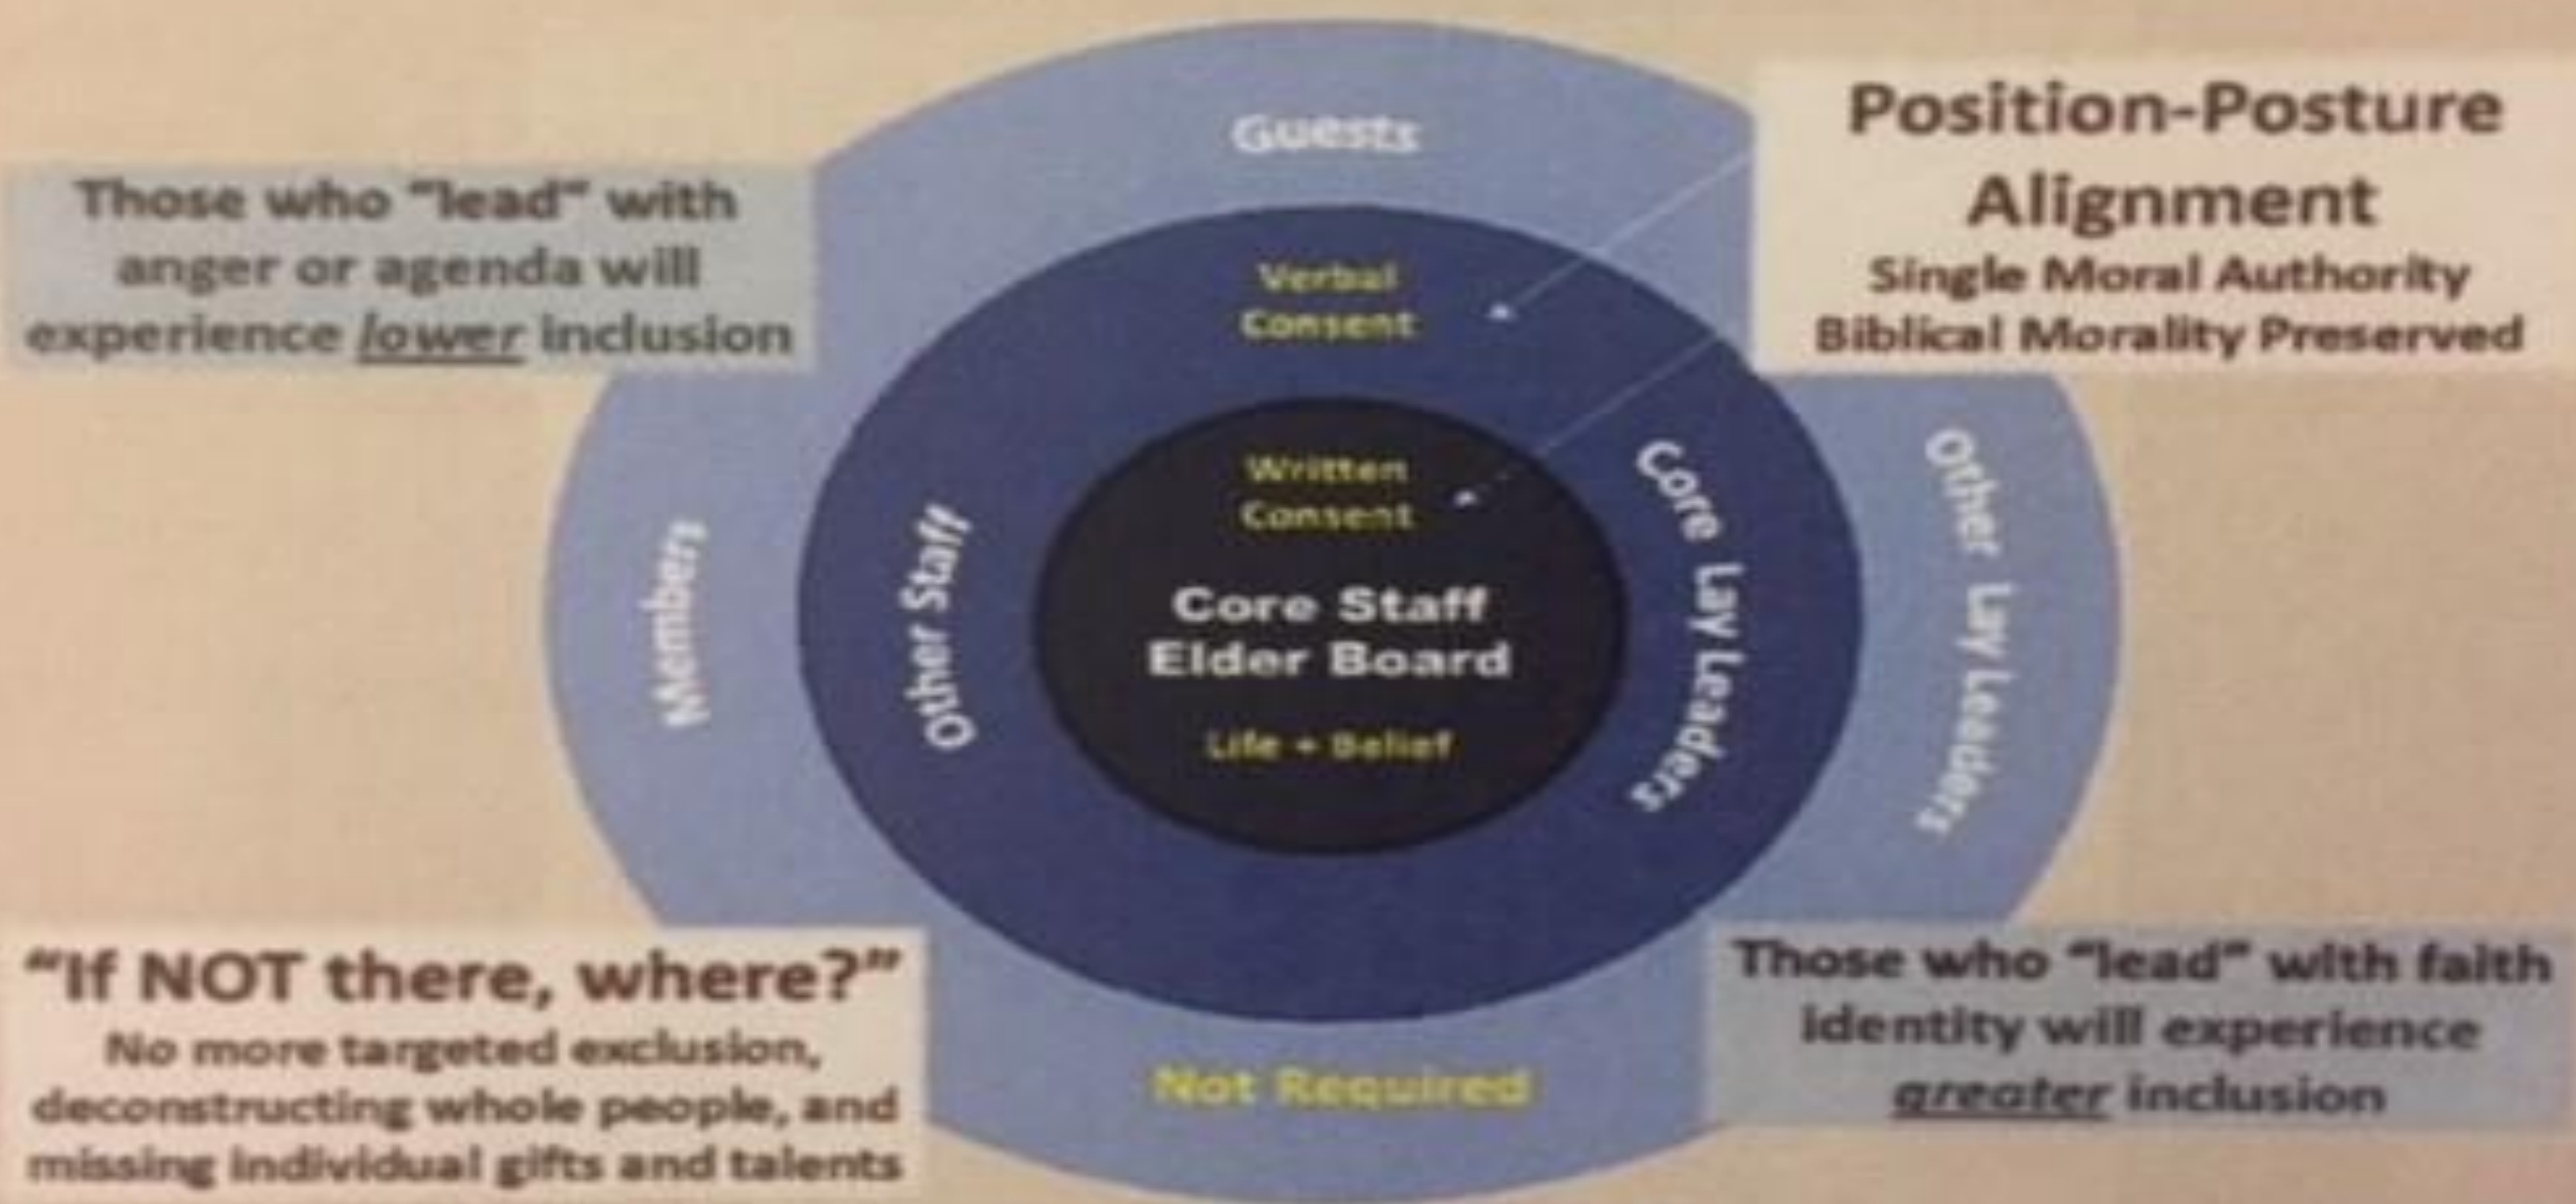 Guests
Position-Posture
Alignment
Single Moral Authority
Biblical Morality Preserved
Those who “lead” with
anger or agenda will
experience lower inclusion
Verbal
Consent
Written
Consent
Core Staff
Elder Board
Life + Belief
Members
Other Staff
Core Lay Leaders
Other Lay Leaders
“If NOT there, where?”
No more targeted exclusion,
deconstructing whole people, and
missing individual gifts and talents
Not Required
Those who “lead” with faith
identity will experience
greater inclusion